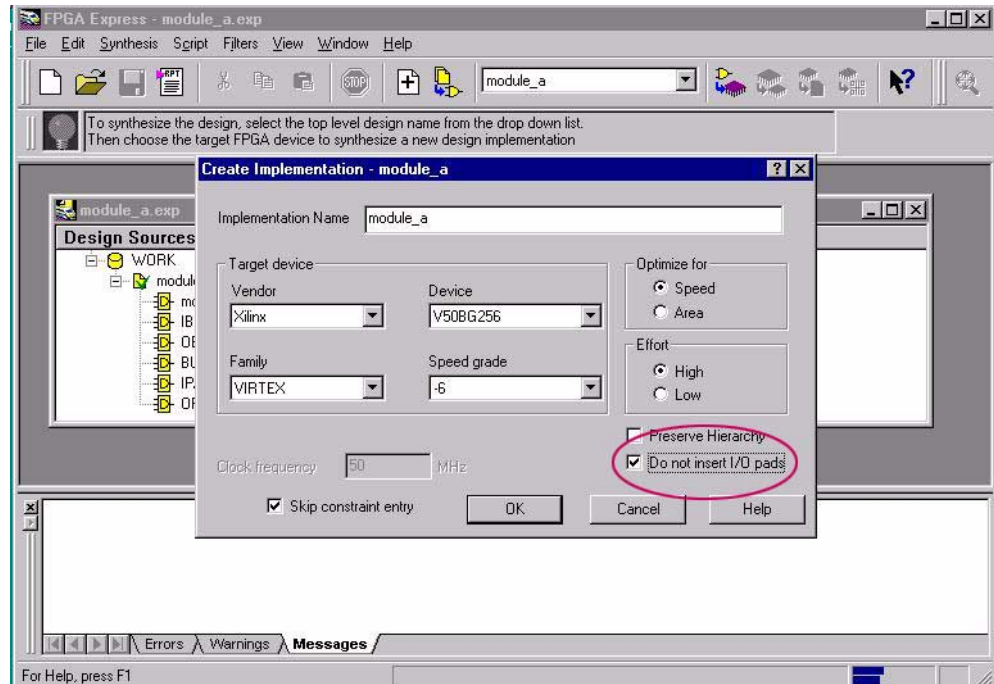 FPGA Express - module_a.exp
File Edit Synthesis Script Filters View Window Help
RPT
STOP
module_a
To synthesize the design, select the top level design name from the drop down list.
Then choose the target FPGA device to synthesize a new design implementation
Create Implementation - module_a
module_a.exp
Design Sources
WORK
Implementation Name module_a
Target device
Vendor
Xilinx
Device
V50BG256
Family
VIRTEX
Speed grade
-6
Optimize for
Speed
Area
Effort
High
Low
Preserve Hierarchy
Do not insert I/O pads
Clock frequency 50 MHz
Skip constraint entry
OK
Cancel
Help
Errors Warnings Messages
For Help, press F1